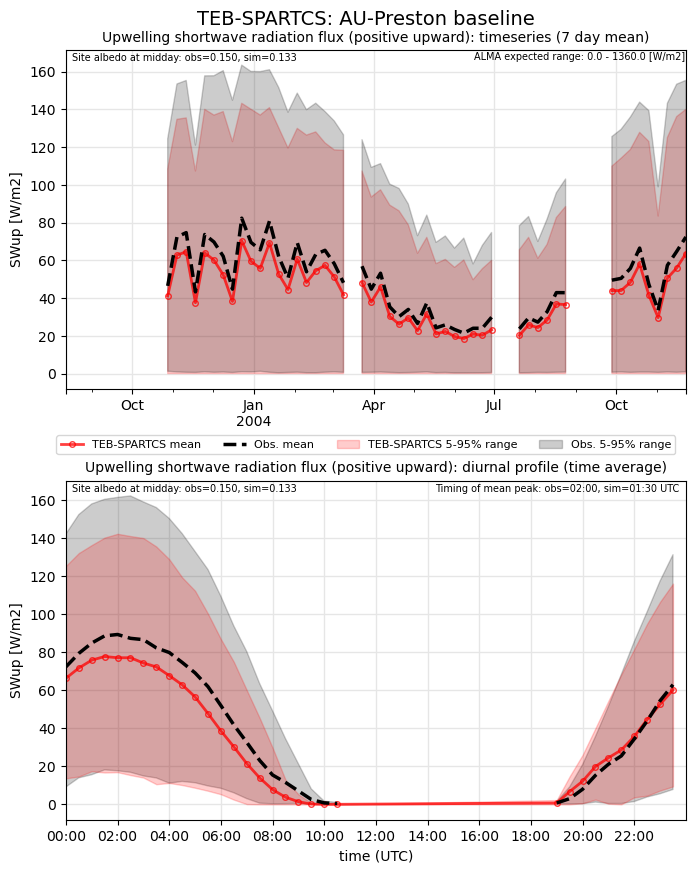 TEB-SPARTCS: AU-Preston baseline
Upwelling shortwave radiation flux (positive upward): timeseries (7 day mean)
Site albedo at midday: obs=0.150, sim=0.133
ALMA expected range: 0.0 - 1360.0 [W/m2]
160
140
120
100
80
60
40
20
0
SWup [W/m2]
Oct
Jan
2004
Apr
Jul
Oct
TEB-SPARTCS mean
Obs. mean
TEB-SPARTCS 5-95% range
Obs. 5-95% range
Upwelling shortwave radiation flux (positive upward): diurnal profile (time average)
Site albedo at midday: obs=0.150, sim=0.133
Timing of mean peak: obs=02:00, sim=01:30 UTC
160
140
120
100
80
60
40
20
0
SWup [W/m2]
00:00
02:00
04:00
06:00
08:00
10:00
12:00
14:00
16:00
18:00
20:00
22:00
time (UTC)